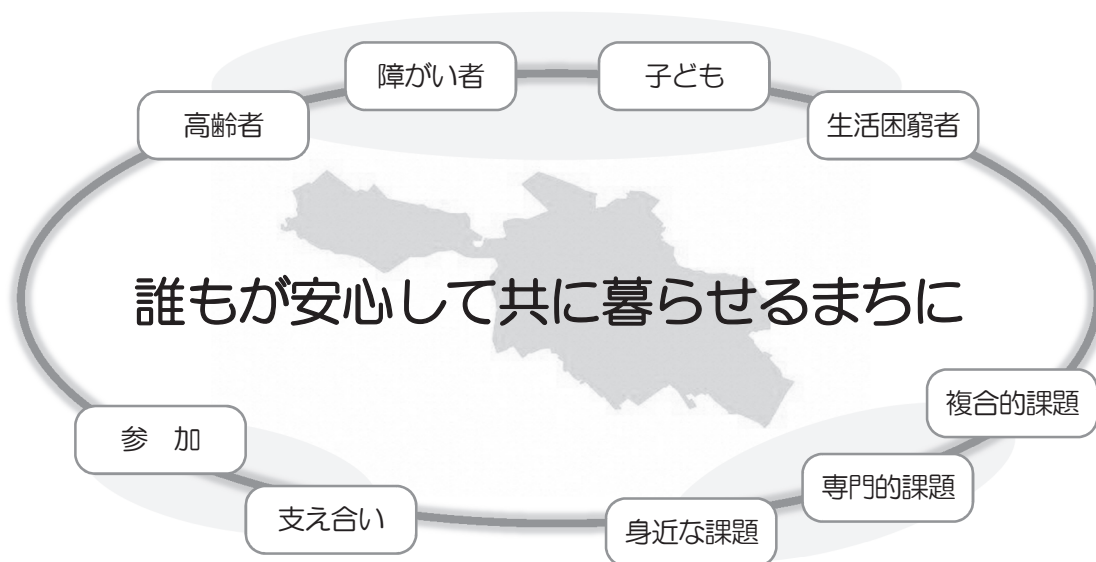 障がい者
子ども
高齢者
生活困窮者
誰もが安心して共に暮らせるまちに
複合的課題
参 加
専門的課題
支え合い
身近な課題